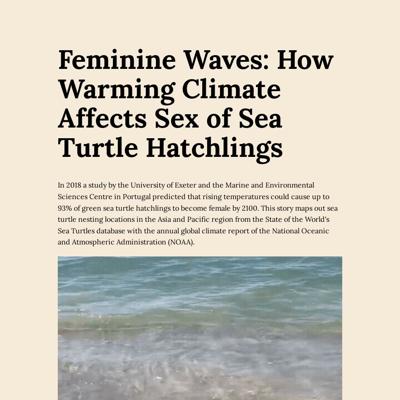 Feminine Waves: How
Warming Climate
Affects Sex of Sea
Turtle Hatchlings
In 2018 a study by the University of Exeter and the Marine and Environmental
Sciences Centre in Portugal predicted that rising temperatures could cause up to
93% of green sea turtle hatchlings to become female by 2100. This story maps out sea
turtle nesting locations in the Asia and Pacific region from the State of the World's
Sea Turtles database with the annual global climate report of the National Oceanic
and Atmospheric Administration (NOAA).